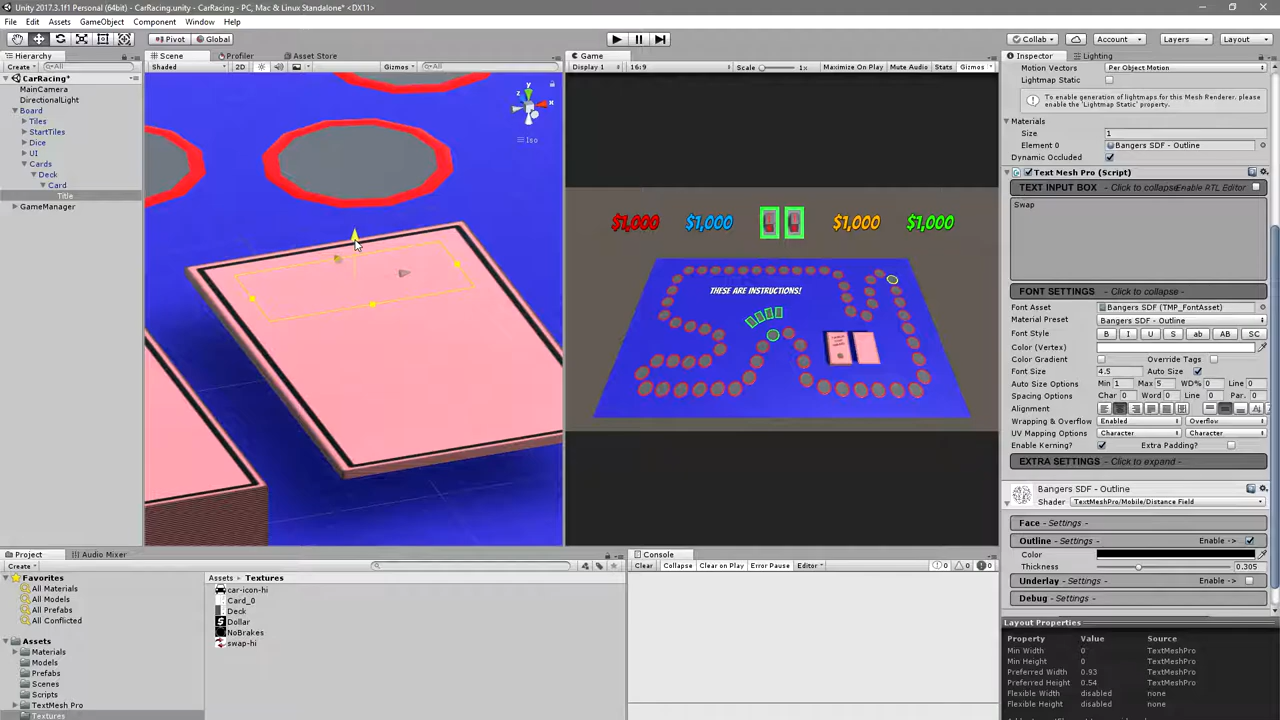 Unity 2017.3.1f1 Personal (64bit) - CarRacing.unity - CarRacing - PC, Mac & Linux Standalone* <DX11>
File Edit Assets GameObject Component Window Help
Pivot Global Collab Account Layers Layout
Hierarchy Scene Profiler Asset Store Game Inspector Lighting
Create All Shaded 2D Gizmos All Display 1 16:9 Scale 1x Maximize On Play Mute Audio Stats Gizmos
Motion Vectors Per Object Motion
CarRacing*
MainCamera
DirectionalLight
Board
Tiles
StartTiles
Dice
UI
Cards
Deck
Card
Title
GameManager
y
x
z
Iso
$1,000 $1,000 $1,000 $1,000
THESE ARE INSTRUCTIONS!
Lightmap Static
To enable generation of lightmaps for this Mesh Renderer, please
enable the 'Lightmap Static' property.
Materials
Size 1
Element 0 Bangers SDF - Outline
Dynamic Occluded
Text Mesh Pro (Script)
TEXT INPUT BOX - Click to collapse Enable RTL Editor
Swap
FONT SETTINGS - Click to collapse -
Font Asset Bangers SDF (TMP_FontAsset)
Material Preset Bangers SDF - Outline
Font Style B I U S ab AB SC
Color (Vertex)
Color Gradient Override Tags
Font Size 4.5 Auto Size
Auto Size Options Min 1 Max 5 WD% 0 Line 0
Spacing Options Char 0 Word 0 Line 0 Par. 0
Alignment
Wrapping & Overflow Enabled Overflow
UV Mapping Options Character Character
Enable Kerning? Extra Padding?
EXTRA SETTINGS - Click to expand -
Bangers SDF - Outline
Shader TextMeshPro/Mobile/Distance Field
Face - Settings -
Outline - Settings - Enable ->
Color
Thickness 0.305
Underlay - Settings - Enable ->
Debug - Settings -
Layout Properties
Property Value Source
Min Width 0 TextMeshPro
Min Height 0 TextMeshPro
Preferred Width 0.93 TextMeshPro
Preferred Height 0.54 TextMeshPro
Flexible Width disabled none
Flexible Height disabled none
Project Audio Mixer
Create
Favorites
All Materials
All Models
All Prefabs
All Conflicted
Assets
Materials
Models
Prefabs
Scenes
Scripts
TextMesh Pro
Textures
Assets Textures
car-icon-hi
Card_0
Deck
Dollar
NoBrakes
swap-hi
Console
Clear Collapse Clear on Play Error Pause Editor 0 0 0